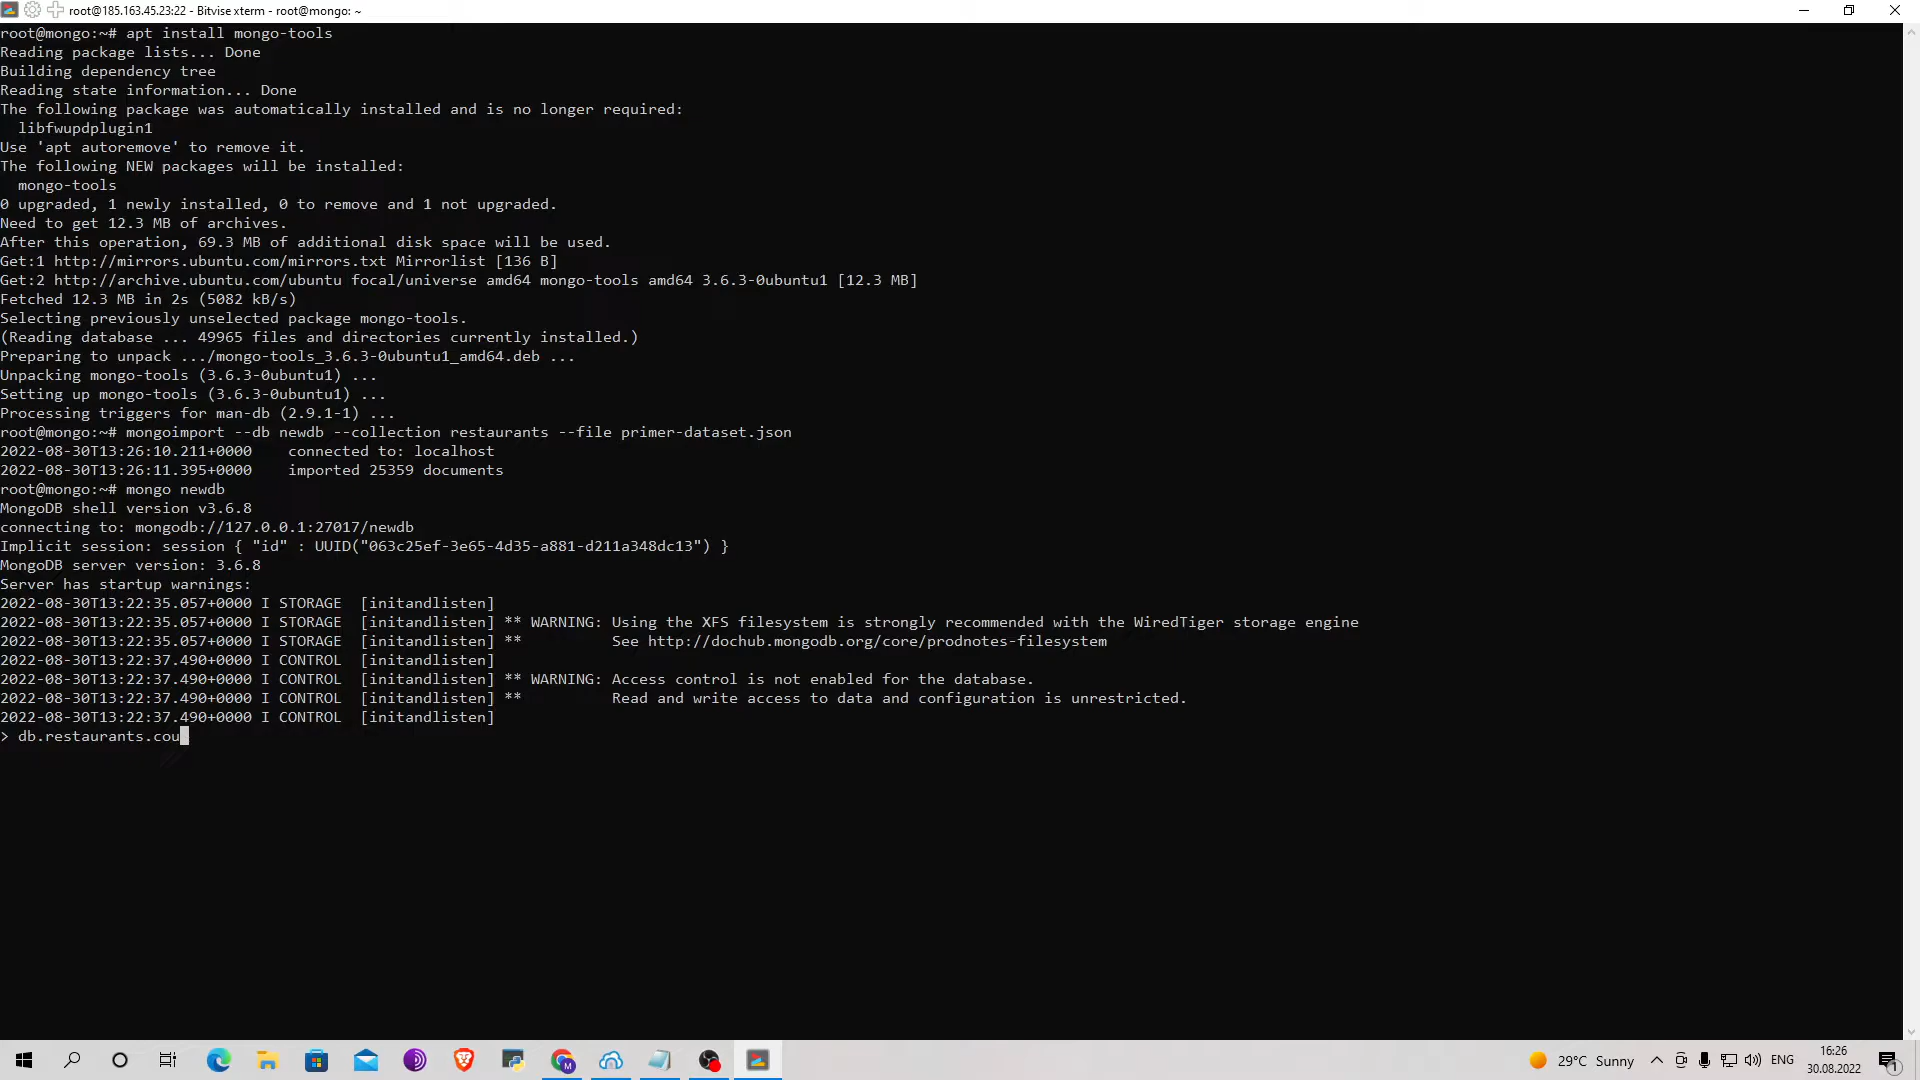 root@185.163.45.23:22 - Bitvise xterm - root@mongo: ~
root@mongo:~# apt install mongo-tools
Reading package lists... Done
Building dependency tree
Reading state information... Done
The following package was automatically installed and is no longer required:
  libfwupdplugin1
Use 'apt autoremove' to remove it.
The following NEW packages will be installed:
  mongo-tools
0 upgraded, 1 newly installed, 0 to remove and 1 not upgraded.
Need to get 12.3 MB of archives.
After this operation, 69.3 MB of additional disk space will be used.
Get:1 http://mirrors.ubuntu.com/mirrors.txt Mirrorlist [136 B]
Get:2 http://archive.ubuntu.com/ubuntu focal/universe amd64 mongo-tools amd64 3.6.3-0ubuntu1 [12.3 MB]
Fetched 12.3 MB in 2s (5082 kB/s)
Selecting previously unselected package mongo-tools.
(Reading database ... 49965 files and directories currently installed.)
Preparing to unpack .../mongo-tools_3.6.3-0ubuntu1_amd64.deb ...
Unpacking mongo-tools (3.6.3-0ubuntu1) ...
Setting up mongo-tools (3.6.3-0ubuntu1) ...
Processing triggers for man-db (2.9.1-1) ...
root@mongo:~# mongoimport --db newdb --collection restaurants --file primer-dataset.json
2022-08-30T13:26:10.211+0000    connected to: localhost
2022-08-30T13:26:11.395+0000    imported 25359 documents
root@mongo:~# mongo newdb
MongoDB shell version v3.6.8
connecting to: mongodb://127.0.0.1:27017/newdb
Implicit session: session { "id" : UUID("063c25ef-3e65-4d35-a881-d211a348dc13") }
MongoDB server version: 3.6.8
Server has startup warnings:
2022-08-30T13:22:35.057+0000 I STORAGE  [initandlisten]
2022-08-30T13:22:35.057+0000 I STORAGE  [initandlisten] ** WARNING: Using the XFS filesystem is strongly recommended with the WiredTiger storage engine
2022-08-30T13:22:35.057+0000 I STORAGE  [initandlisten] **          See http://dochub.mongodb.org/core/prodnotes-filesystem
2022-08-30T13:22:37.490+0000 I CONTROL  [initandlisten]
2022-08-30T13:22:37.490+0000 I CONTROL  [initandlisten] ** WARNING: Access control is not enabled for the database.
2022-08-30T13:22:37.490+0000 I CONTROL  [initandlisten] **          Read and write access to data and configuration is unrestricted.
2022-08-30T13:22:37.490+0000 I CONTROL  [initandlisten]
> db.restaurants.cou
29°C Sunny
ENG
16:26
30.08.2022
1
M